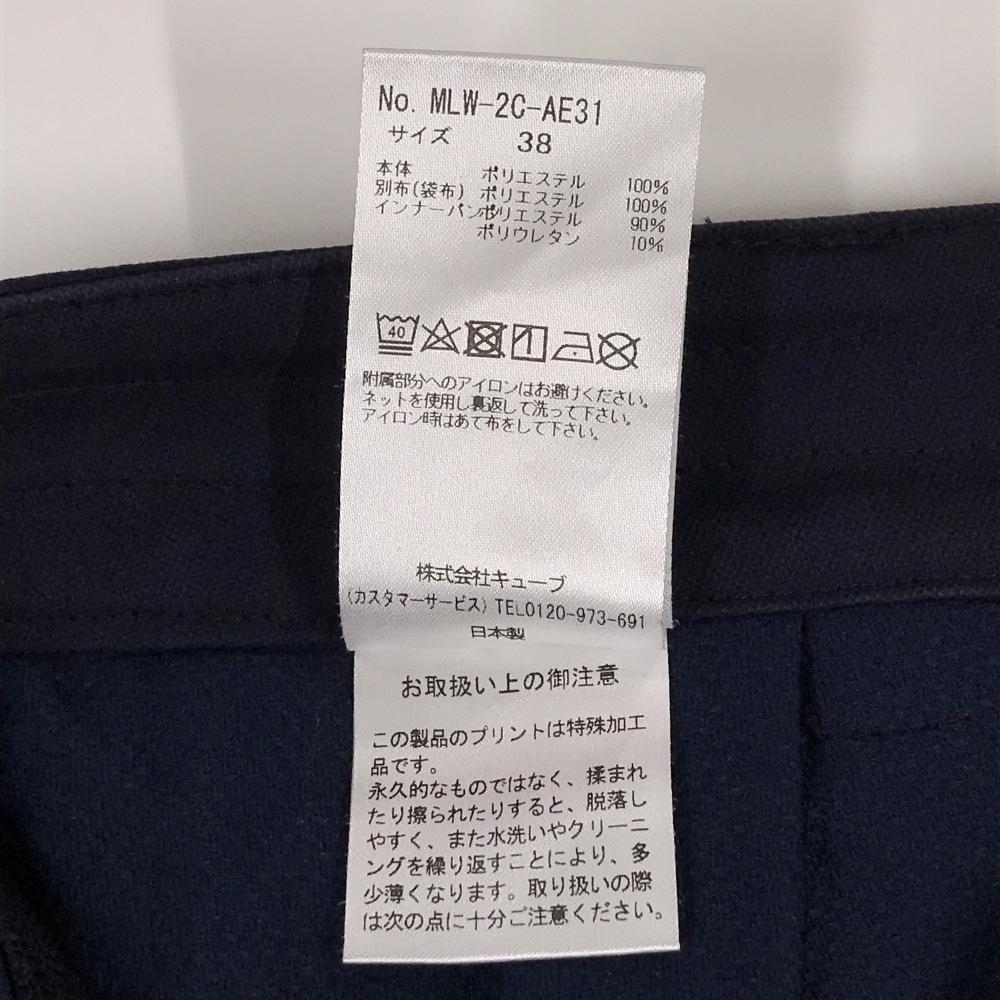 No. MLW-2C-AE31
サイズ 38
本体 ポリエステル 100%
別布(袋布) ポリエステル 100%
インナーパンツ ポリエステル 90%
ポリウレタン 10%
40
附属部分へのアイロンはお避けください。
ネットを使用し裏返して洗って下さい。
アイロン時はあて布をして下さい。
株式会社キューブ
(カスタマーサービス) TEL0120-973-691
日本製
お取扱い上の御注意
この製品のプリントは特殊加工
品です。
永久的なものではなく、揉まれ
たり擦られたりすると、脱落し
やすく、また水洗いやクリーニ
ングを繰り返すことにより、多
少薄くなります。取り扱いの際
は次の点に十分ご注意ください。